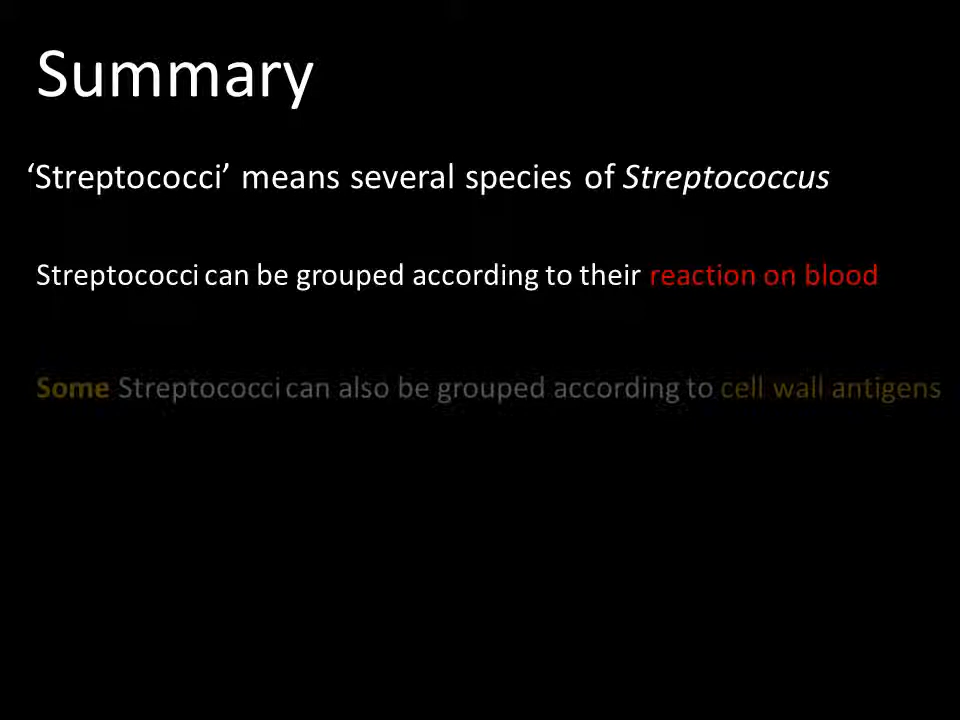 Summary
‘Streptococci’ means several species of Streptococcus
Streptococci can be grouped according to their reaction on blood
Some Streptococci can also be grouped according to cell wall antigens